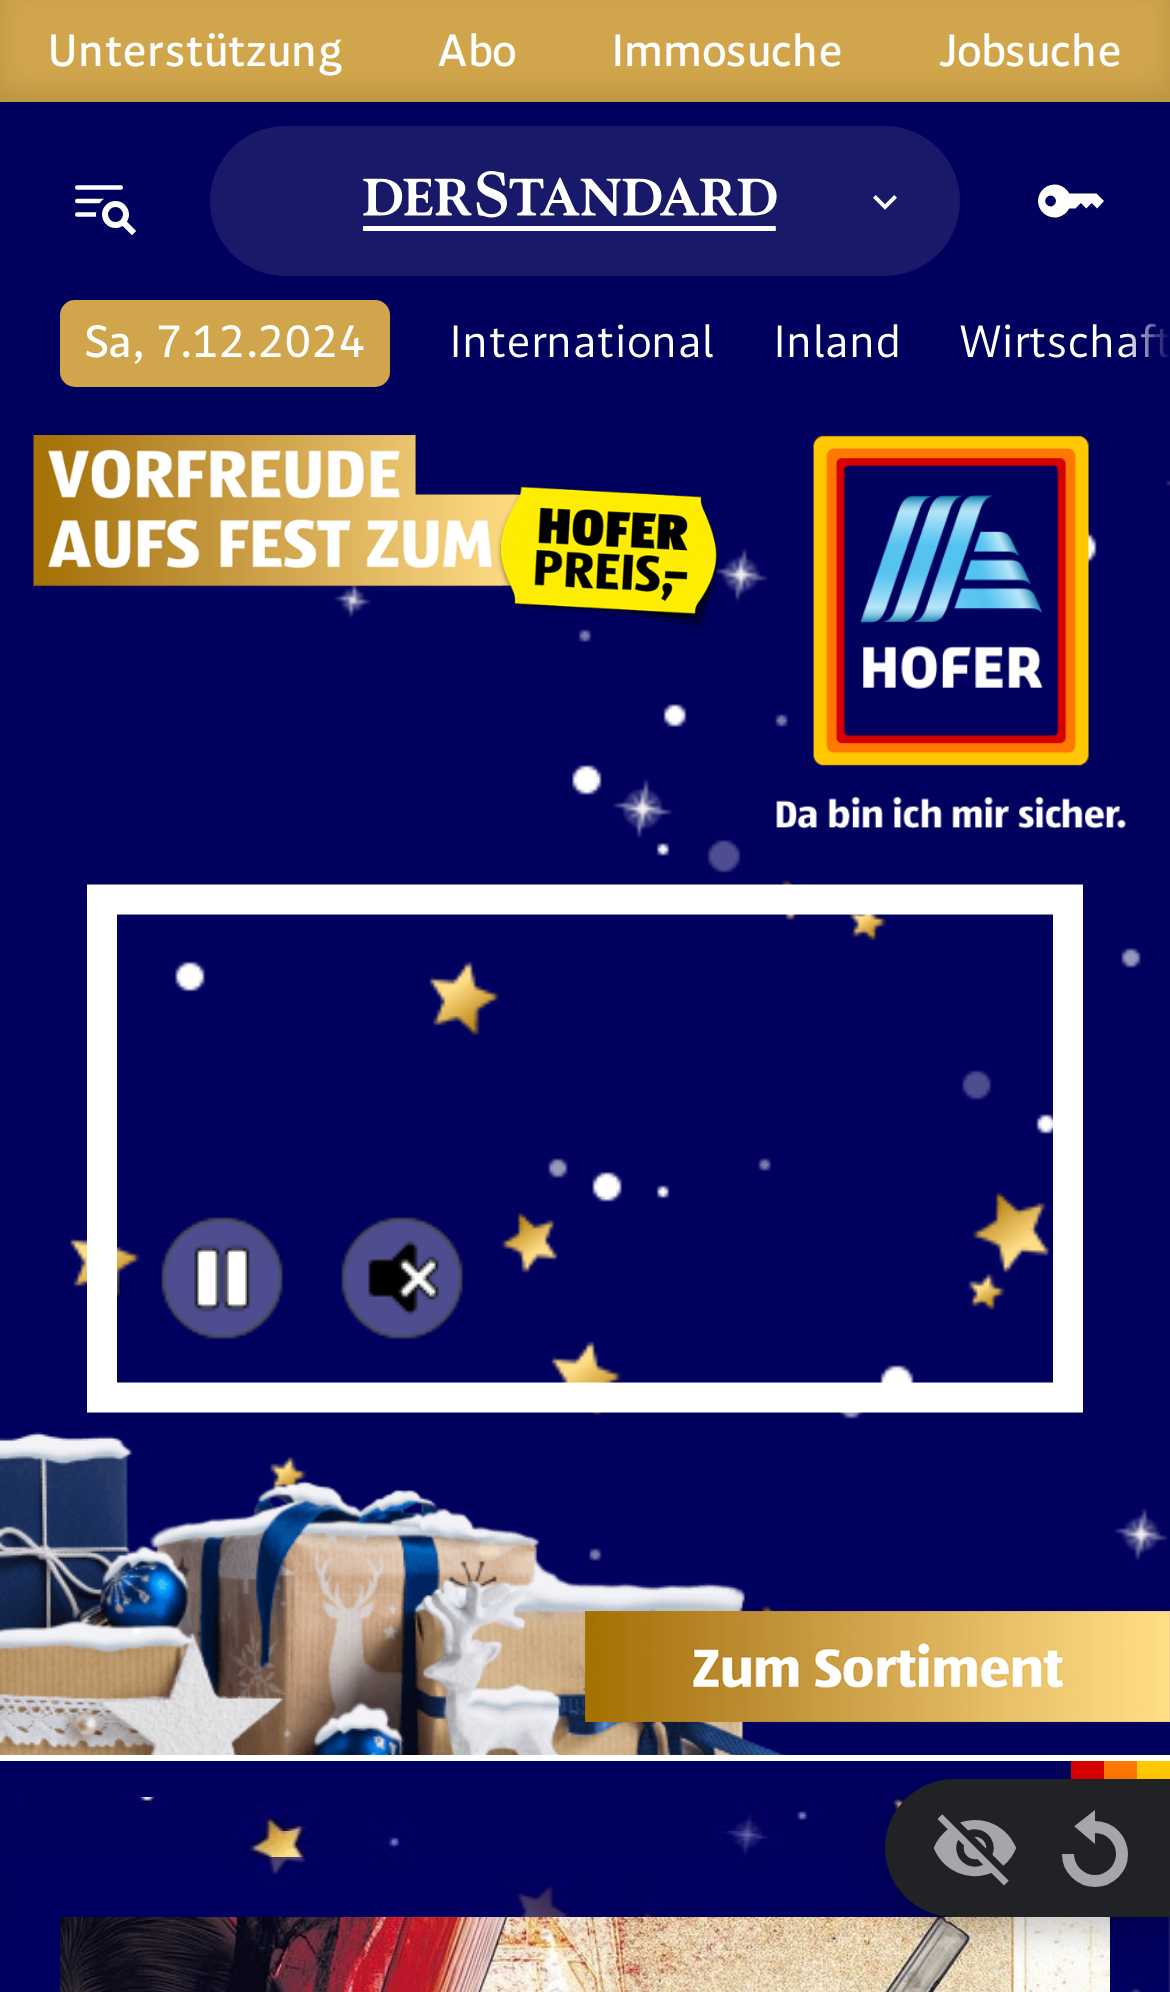 Unterstützung Abo Immosuche Jobsuche
DERSTANDARD
Sa, 7.12.2024 International Inland Wirtschaft
VORFREUDE
AUFS FEST ZUM
HOFER
PREIS,-
HOFER
Da bin ich mir sicher.
Zum Sortiment